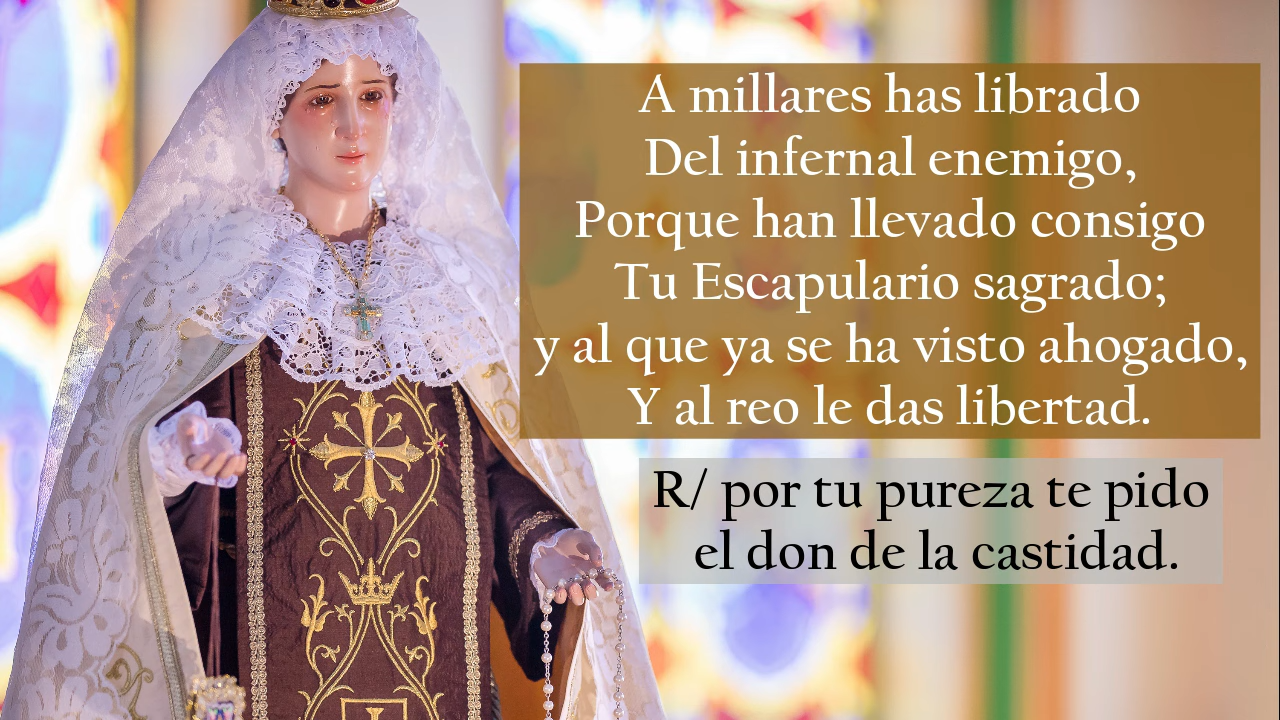 A millares has librado
Del infernal enemigo,
Porque han llevado consigo
Tu Escapulario sagrado;
y al que ya se ha visto ahogado,
Y al reo le das libertad.
R/ por tu pureza te pido
el don de la castidad.